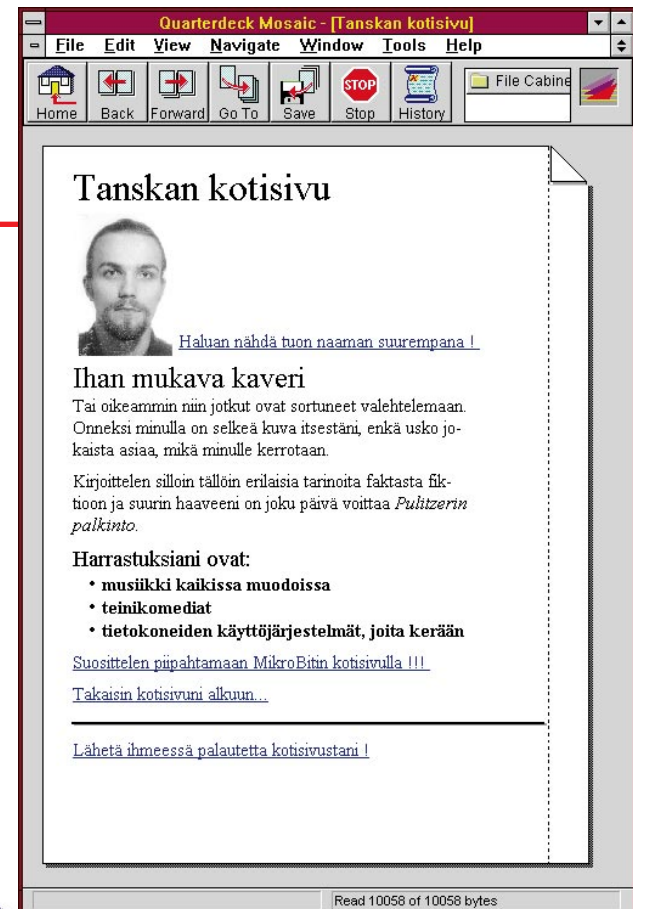 Quarterdeck Mosaic - [Tanskan kotisivu]
File Edit View Navigate Window Tools Help
Home Back Forward Go To Save STOP Stop History File Cabine
Tanskan kotisivu
Haluan nähdä tuon naaman suurempana !
Ihan mukava kaveri
Tai oikeammin niin jotkut ovat sortuneet valehtelemaan.
Onneksi minulla on selkeä kuva itsestäni, enkä usko jo-
kaista asiaa, mikä minulle kerrotaan.
Kirjoittelen silloin tällöin erilaisia tarinoita faktasta fik-
tioon ja suurin haaveeni on joku päivä voittaa Pulitzerin
palkinto.
Harrastuksiani ovat:
• musiikki kaikissa muodoissa
• teinikomediat
• tietokoneiden käyttöjärjestelmät, joita kerään
Suosittelen piipahtamaan MikroBitin kotisivulla !!!
Takaisin kotisivuni alkuun...
Lähetä ihmeessä palautetta kotisivustani !
Read 10058 of 10058 bytes